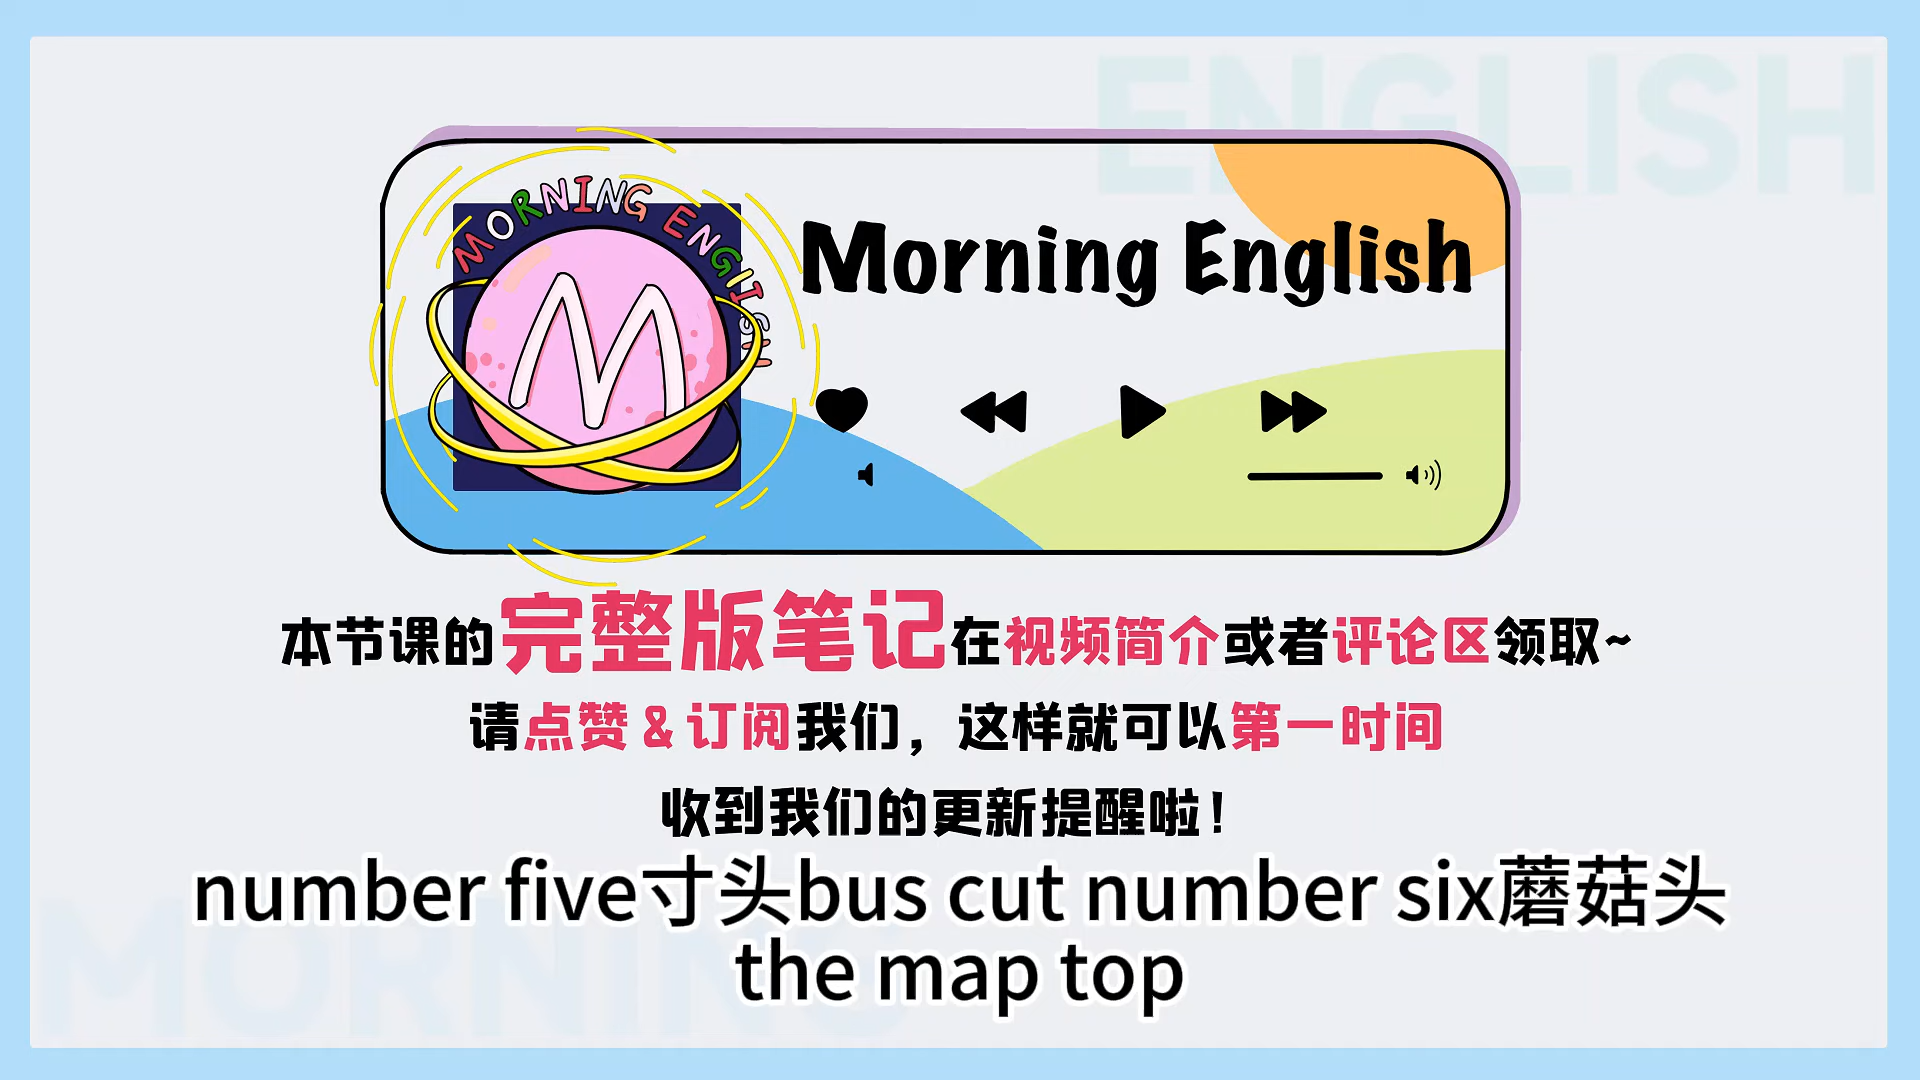 ENGLISH
MORNING ENGLISH
M
Morning English
本节课的完整版笔记在视频简介或者评论区领取~
请点赞&订阅我们，这样就可以第一时间
收到我们的更新提醒啦！
number five寸头bus cut number six蘑菇头
the map top
MORNING